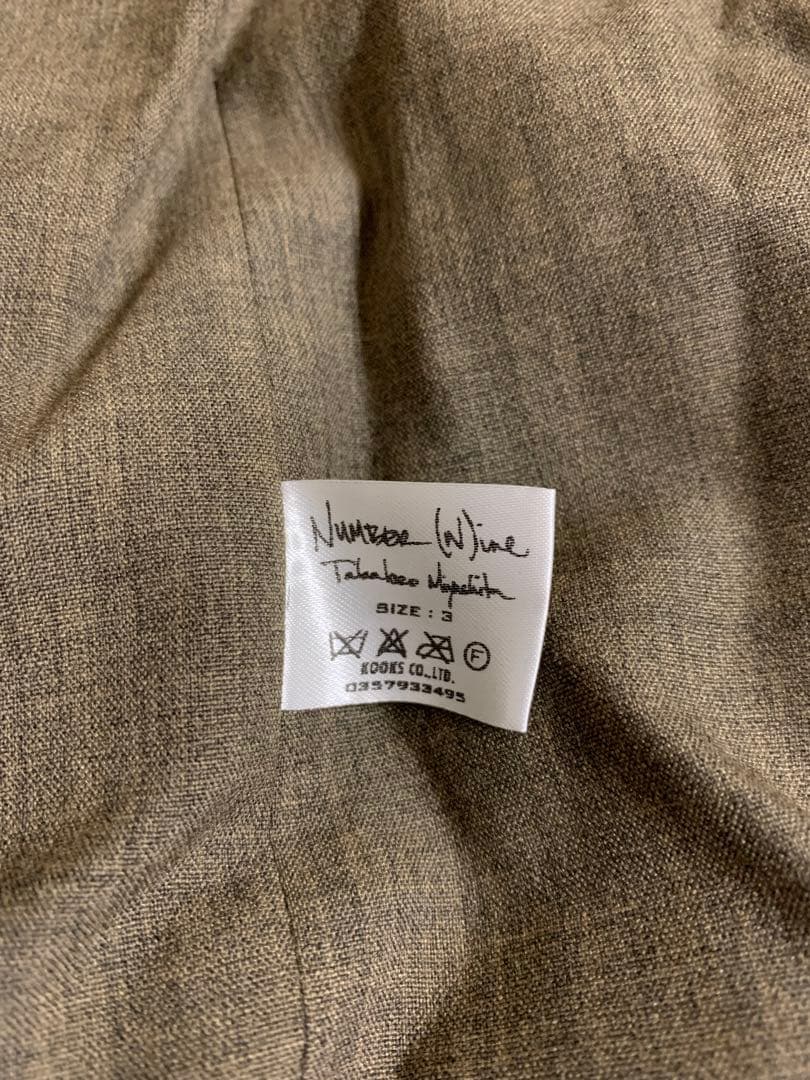 NUMBER (N)ine
Takahiro Miyashita
SIZE : 3
F
KOOKS CO.,LTD.
0357933495